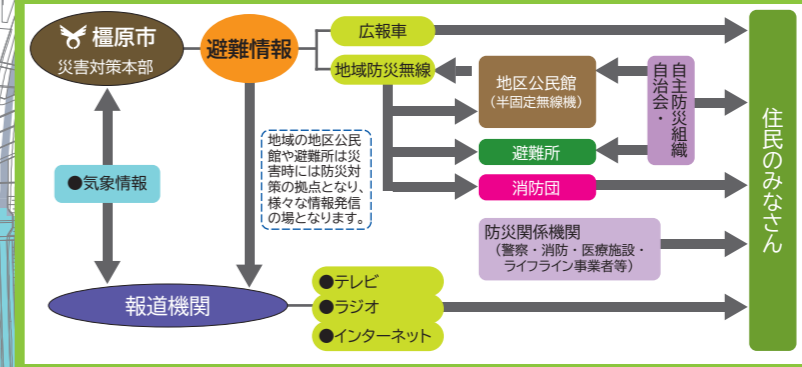 橿原市
災害対策本部
避難情報
広報車
地域防災無線
地区公民館
（半固定無線機）
避難所
消防団
自主防災組織
自治会・
住民のみなさん
●気象情報
地域の地区公民
館や避難所は災
害時には防災対
策の拠点となり、
様々な情報発信
の場となります。
防災関係機関
（警察・消防・医療施設・
ライフライン事業者等）
報道機関
●テレビ
●ラジオ
●インターネット